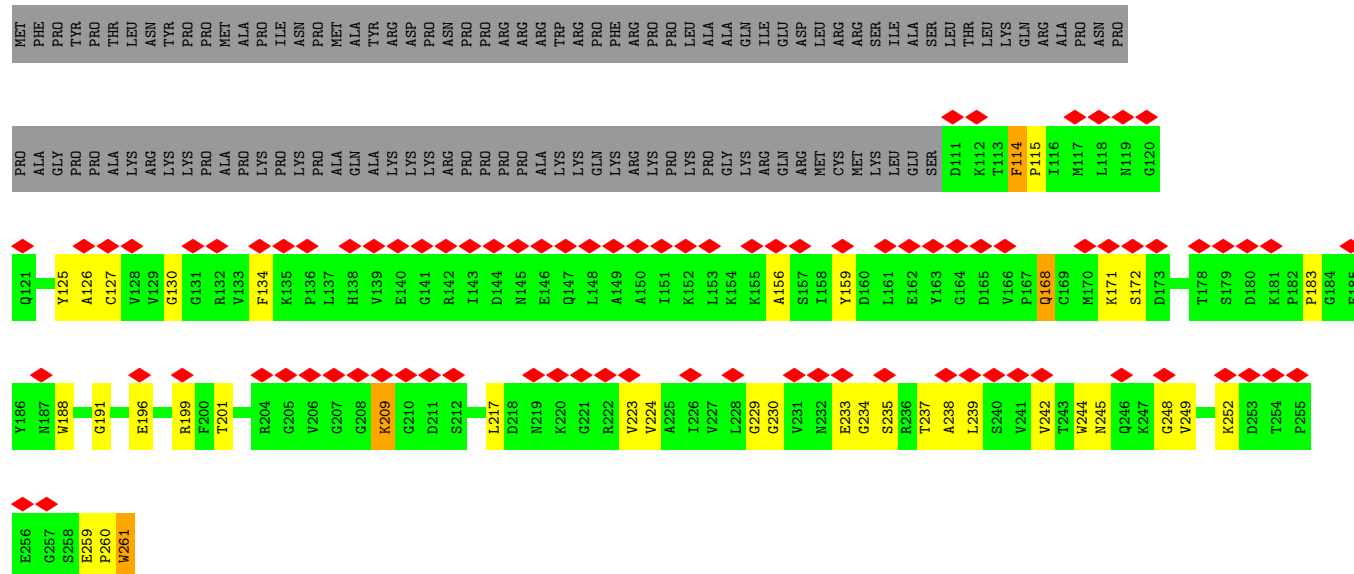 MET PHE PRO TYR PRO THR LEU ASN TYR PRO PRO MET ALA PRO ILE ASN PRO MET ALA TYR ARG ASP PRO ASN PRO PRO ARG ARG ARG TRP ARG PRO PHE ARG PRO PRO LEU ALA ALA GLN ILE GLU ASP LEU ARG ARG SER ILE ALA SER LEU THR LEU LYS GLN ARG ALA PRO ASN PRO
PRO ALA GLY PRO PRO ALA LYS ARG LYS LYS PRO ALA PRO LYS PRO LYS PRO ALA GLN ALA LYS LYS LYS ARG PRO PRO PRO PRO ALA LYS LYS GLN LYS ARG LYS PRO LYS PRO GLY LYS ARG GLN ARG MET CYS MET LYS LEU GLU SER D111 K112 T113 F114 P115 I116 M117 L118 N119 G120
Q121 Y125 A126 C127 V128 V129 G130 G131 R132 V133 F134 K135 P136 L137 H138 V139 E140 G141 R142 I143 D144 N145 E146 Q147 L148 A149 A150 I151 K152 L153 K154 K155 A156 S157 I158 Y159 D160 L161 E162 Y163 G164 D165 V166 P167 Q168 C169 M170 K171 S172 D173 T178 S179 D180 K181 P182 P183 G184 E185
Y186 N187 W188 G191 E196 R199 F200 T201 R204 G205 V206 G207 G208 K209 G210 D211 S212 L217 D218 N219 K220 G221 R222 V223 V224 A225 I226 V227 L228 G229 G230 V231 N232 E233 G234 S235 R236 T237 A238 L239 S240 V241 V242 T243 W244 N245 Q246 K247 G248 V249 K252 D253 T254 P255
E256 G257 S258 E259 P260 W261